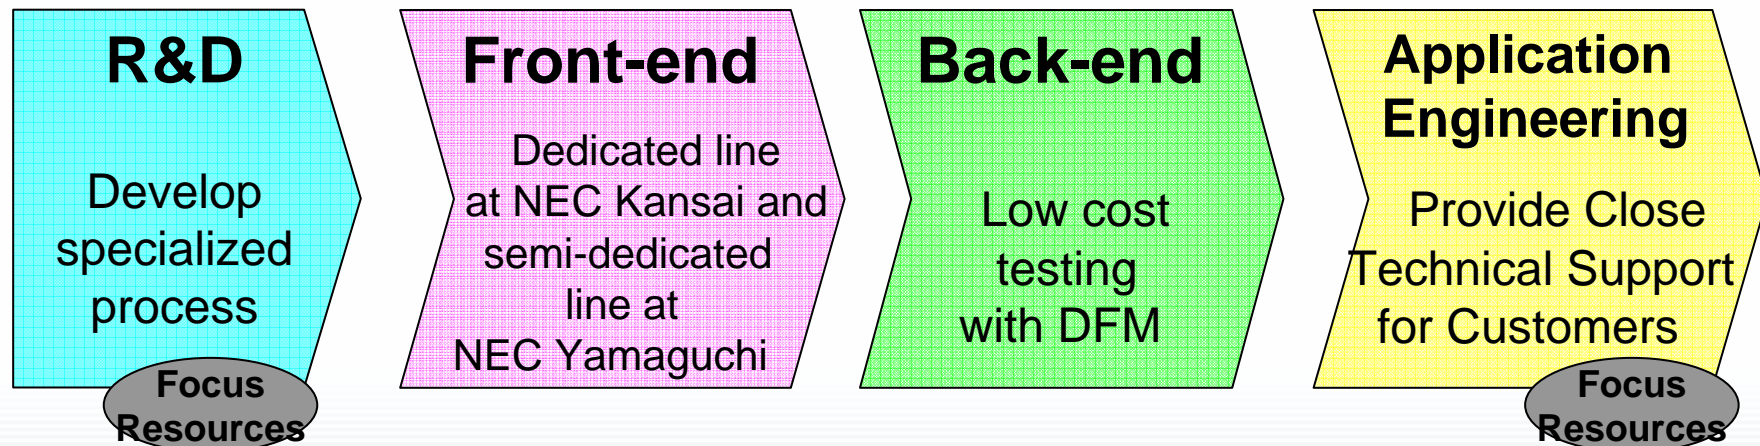 R&D
Develop
specialized
process
Focus
Resources
Front-end
Dedicated line
at NEC Kansai and
semi-dedicated
line at
NEC Yamaguchi
Back-end
Low cost
testing
with DFM
Application
Engineering
Provide Close
Technical Support
for Customers
Focus
Resources